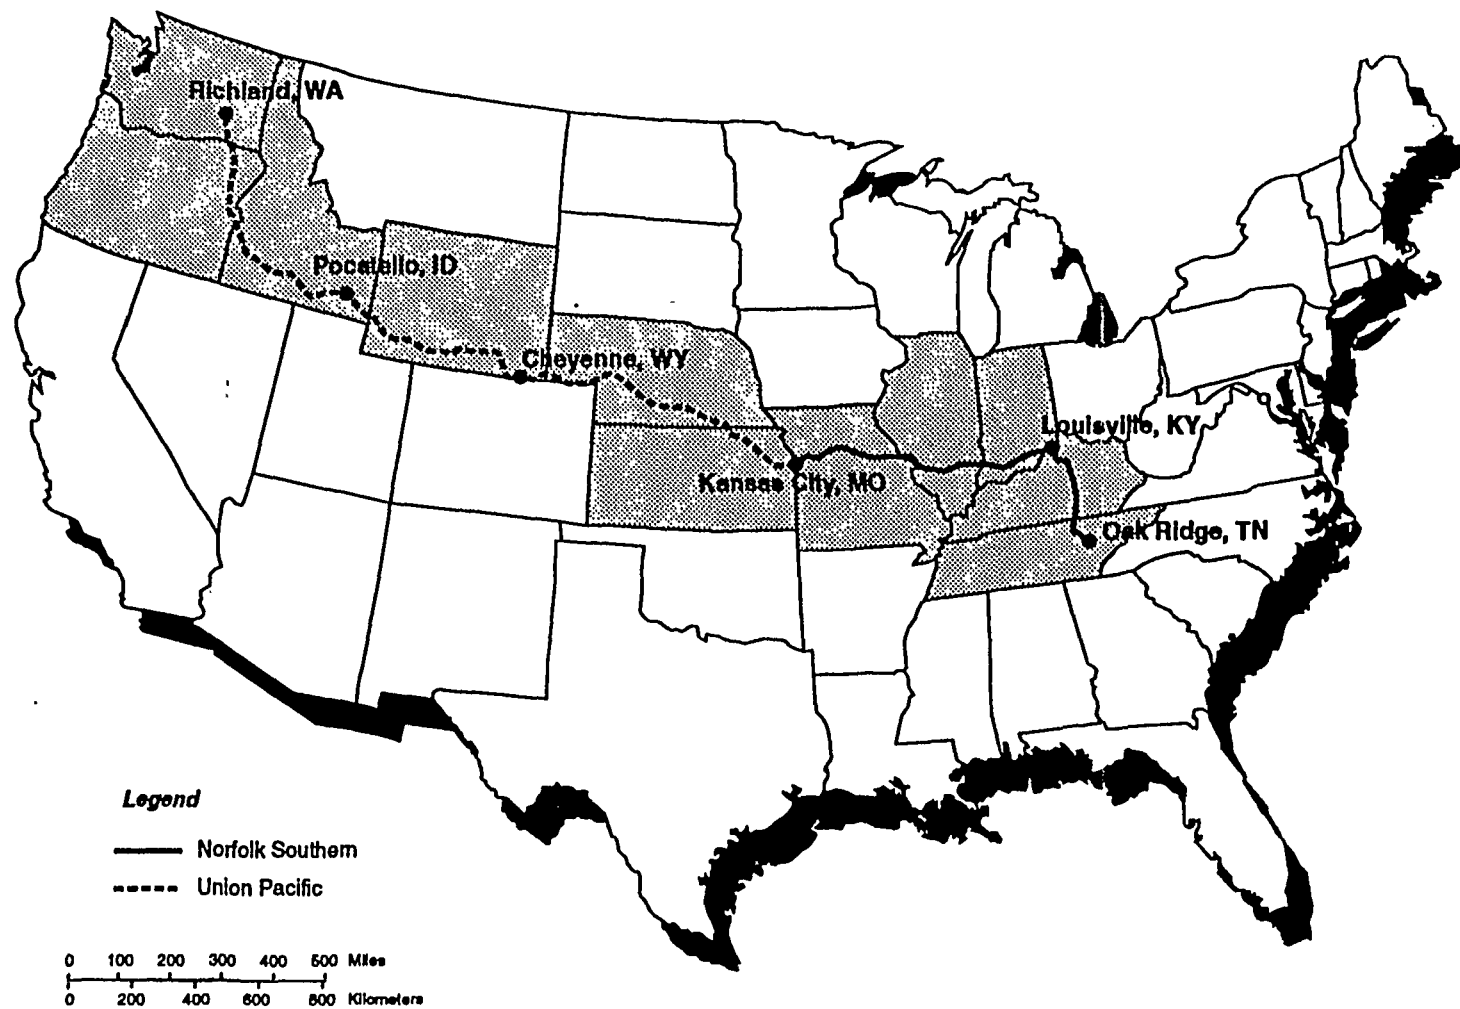 Richland, WA
Pocatello, ID
Cheyenne, WY
Louisville, KY
Kansas City, MO
Oak Ridge, TN
Legend
Norfolk Southern
Union Pacific
0 100 200 300 400 500 Miles
0 200 400 600 800 Kilometers